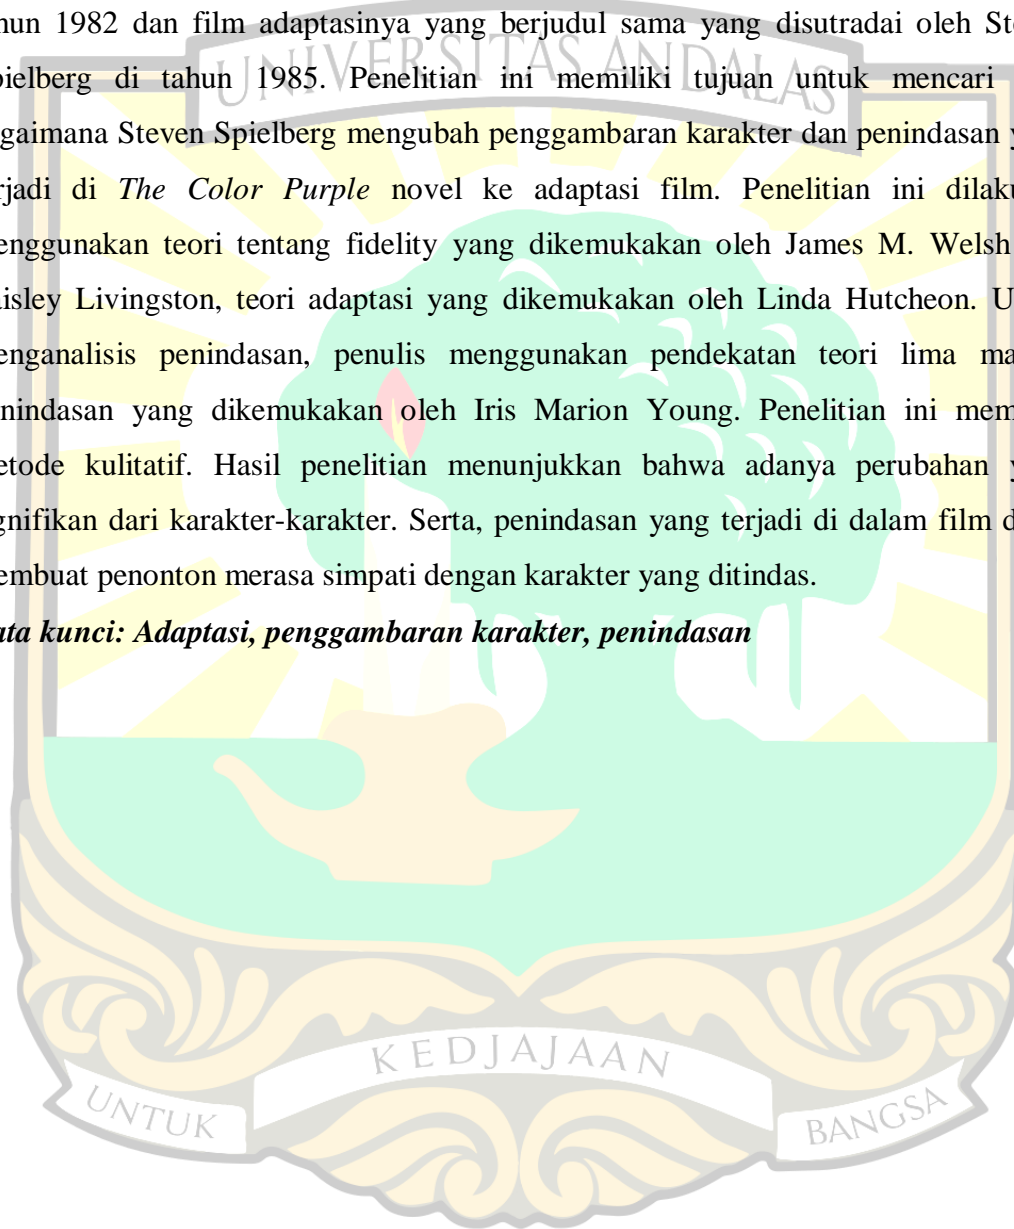 hun 1982 dan film adaptasinya yang berjudul sama yang disutradai oleh Ste
UNIVERSITAS ANDALAS
pielberg di tahun 1985. Penelitian ini memiliki tujuan untuk mencari
gaimana Steven Spielberg mengubah penggambaran karakter dan penindasan y
rjadi di The Color Purple novel ke adaptasi film. Penelitian ini dilaku
enggunakan teori tentang fidelity yang dikemukakan oleh James M. Welsh
aisley Livingston, teori adaptasi yang dikemukakan oleh Linda Hutcheon. U
enganalisis penindasan, penulis menggunakan pendekatan teori lima ma
nindasan yang dikemukakan oleh Iris Marion Young. Penelitian ini mem
etode kulitatif. Hasil penelitian menunjukkan bahwa adanya perubahan y
gnifikan dari karakter-karakter. Serta, penindasan yang terjadi di dalam film d
embuat penonton merasa simpati dengan karakter yang ditindas.
ata kunci: Adaptasi, penggambaran karakter, penindasan
KEDJAJAAN
UNTUK
BANGSA